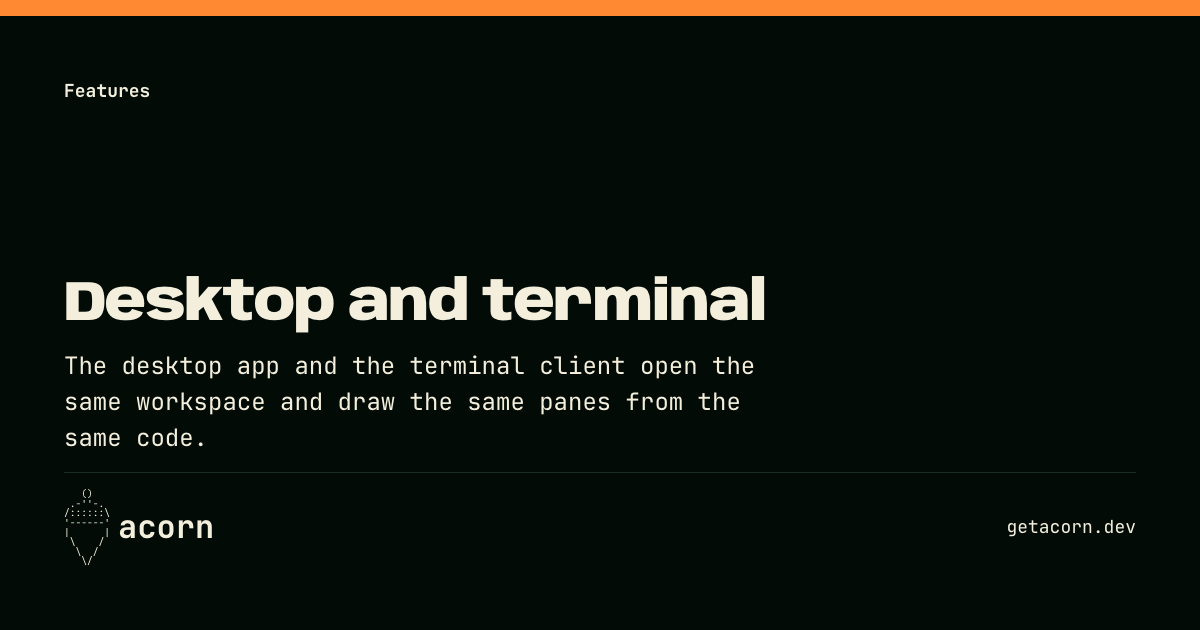 Features
Desktop and terminal
The desktop app and the terminal client open the
same workspace and draw the same panes from the
same code.
acorn
getacorn.dev